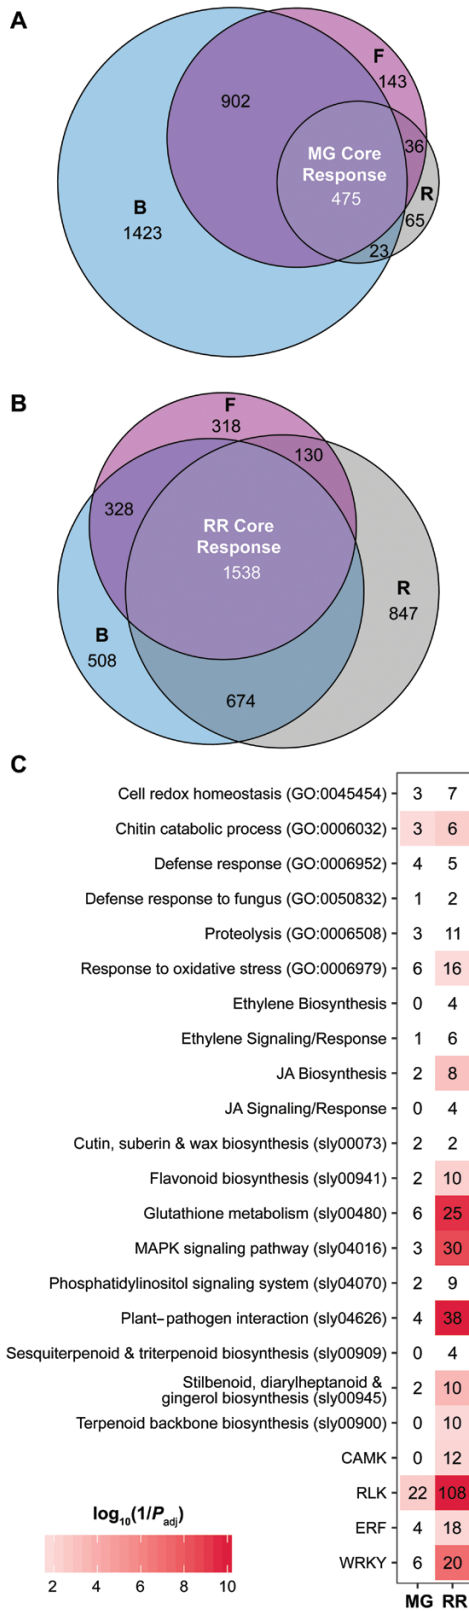 A
F
143
902
36
MG Core
Response
475
R
65
B
1423
23
B
F
318
130
328
RR Core
Response
1538
R
847
B
508
674
C
Cell redox homeostasis (GO:0045454) 3 7
Chitin catabolic process (GO:0006032) 3 6
Defense response (GO:0006952) 4 5
Defense response to fungus (GO:0050832) 1 2
Proteolysis (GO:0006508) 3 11
Response to oxidative stress (GO:0006979) 6 16
Ethylene Biosynthesis 0 4
Ethylene Signaling/Response 1 6
JA Biosynthesis 2 8
JA Signaling/Response 0 4
Cutin, suberin & wax biosynthesis (sly00073) 2 2
Flavonoid biosynthesis (sly00941) 2 10
Glutathione metabolism (sly00480) 6 25
MAPK signaling pathway (sly04016) 3 30
Phosphatidylinositol signaling system (sly04070) 2 9
Plant–pathogen interaction (sly04626) 4 38
Sesquiterpenoid & triterpenoid biosynthesis (sly00909) 0 4
Stilbenoid, diarylheptanoid &
gingerol biosynthesis (sly00945) 2 10
Terpenoid backbone biosynthesis (sly00900) 0 10
CAMK 0 12
RLK 22 108
ERF 4 18
WRKY 6 20
log10(1/Padj)
2 4 6 8 10
MG RR